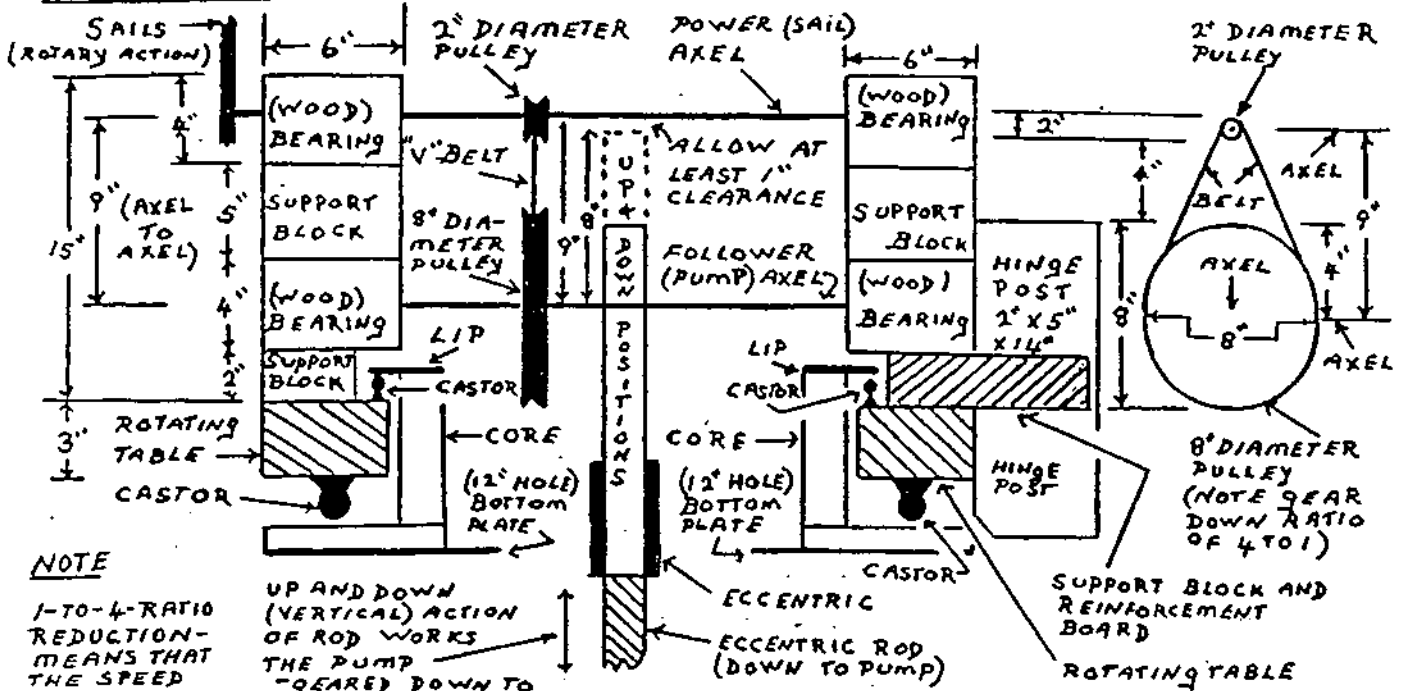 SAILS
(ROTARY ACTION)
6"
2" DIAMETER
PULLEY
POWER (SAIL)
AXEL
6"
2" DIAMETER
PULLEY
4"
(WOOD)
BEARING
"V" BELT
UP &
DOWN POSITIONS
ALLOW AT
LEAST 1"
CLEARANCE
(WOOD)
BEARING
2"
4"
AXEL
BELT
9"
15"
9" (AXEL
TO
AXEL)
5"
SUPPORT
BLOCK
8" DIA-
METER
PULLEY
9"
8"
FOLLOWER
(PUMP) AXEL
SUPPORT
BLOCK
HINGE
POST
2" X 5"
X 14"
8"
AXEL
4"
8"
AXEL
4"
(WOOD)
BEARING
(WOOD)
BEARING
2"
SUPPORT
BLOCK
LIP
CASTOR
LIP
CASTOR
3"
ROTATING
TABLE
CASTOR
CORE
(12" HOLE)
BOTTOM
PLATE
CORE
(12" HOLE)
BOTTOM
PLATE
HINGE
POST
8" DIAMETER
PULLEY
(NOTE GEAR
DOWN RATIO
OF 4 TO 1)
CASTOR
ECCENTRIC
ECCENTRIC ROD
(DOWN TO PUMP)
SUPPORT BLOCK AND
REINFORCEMENT
BOARD
ROTATING TABLE
NOTE
1-TO-4-RATIO
REDUCTION-
MEANS THAT
THE SPEED
UP AND DOWN
(VERTICAL) ACTION
OF ROD WORKS
THE PUMP
-GEARED DOWN TO